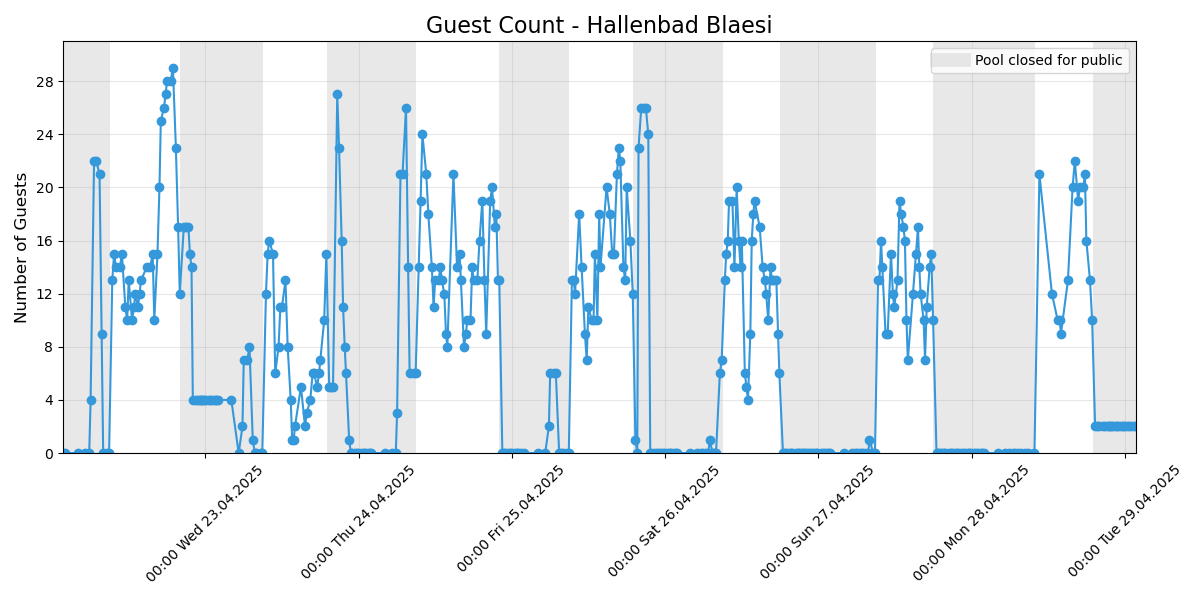 Guest Count - Hallenbad Blaesi
Pool closed for public
Number of Guests
28
24
20
16
12
8
4
0
00:00 Wed 23.04.2025
00:00 Thu 24.04.2025
00:00 Fri 25.04.2025
00:00 Sat 26.04.2025
00:00 Sun 27.04.2025
00:00 Mon 28.04.2025
00:00 Tue 29.04.2025